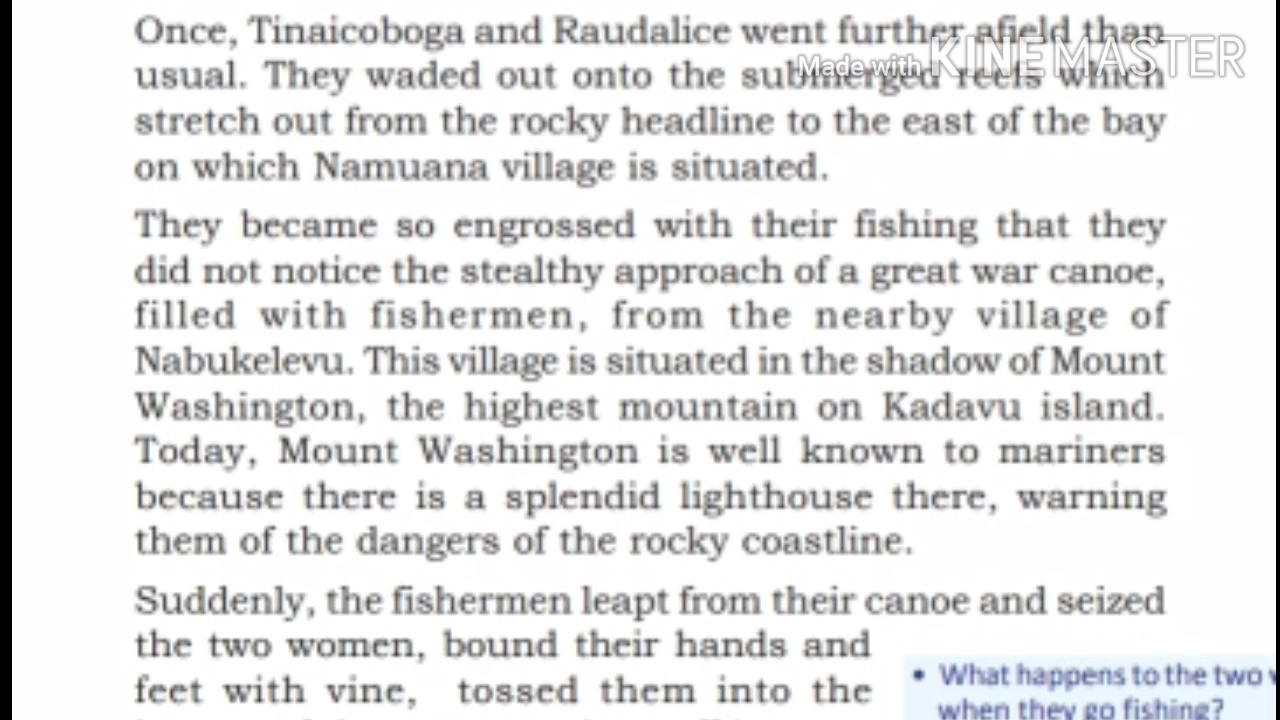 Once, Tinaicoboga and Raudalice went further afield than
Made with KINEMASTER
usual. They waded out onto the submerged reefs which
stretch out from the rocky headline to the east of the bay
on which Namuana village is situated.
They became so engrossed with their fishing that they
did not notice the stealthy approach of a great war canoe,
filled with fishermen, from the nearby village of
Nabukelevu. This village is situated in the shadow of Mount
Washington, the highest mountain on Kadavu island.
Today, Mount Washington is well known to mariners
because there is a splendid lighthouse there, warning
them of the dangers of the rocky coastline.
Suddenly, the fishermen leapt from their canoe and seized
the two women, bound their hands and
feet with vine, tossed them into the
• What happens to the two
when they go fishing?